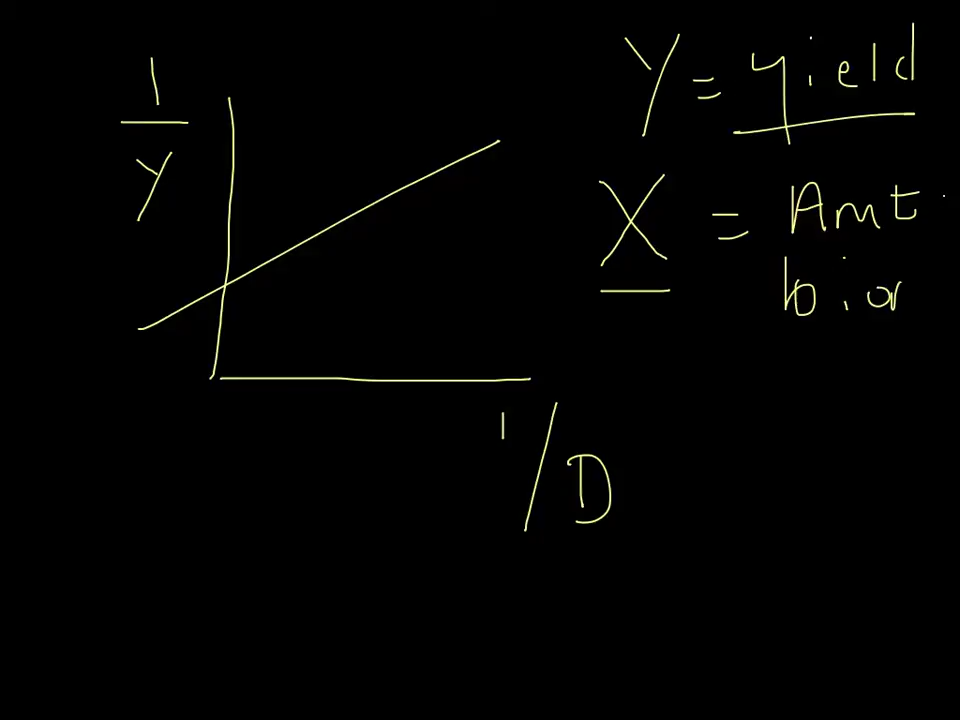 1
Y
Y = yield
X = Amt
bior
1/D